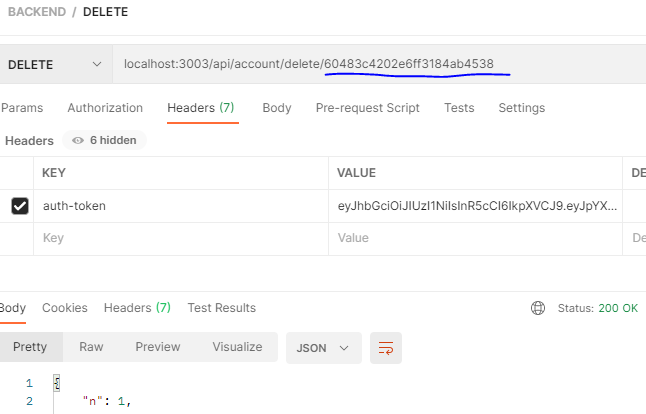 BACKEND / DELETE
DELETE localhost:3003/api/account/delete/60483c4202e6ff3184ab4538
Params Authorization Headers (7) Body Pre-request Script Tests Settings
Headers 6 hidden
KEY VALUE DE
auth-token eyJhbGciOiJIUzI1NiIsInR5cCI6IkpXVCJ9.eyJpYX...
Key Value De
Body Cookies Headers (7) Test Results Status: 200 OK
Pretty Raw Preview Visualize JSON
1 {
2 "n": 1,